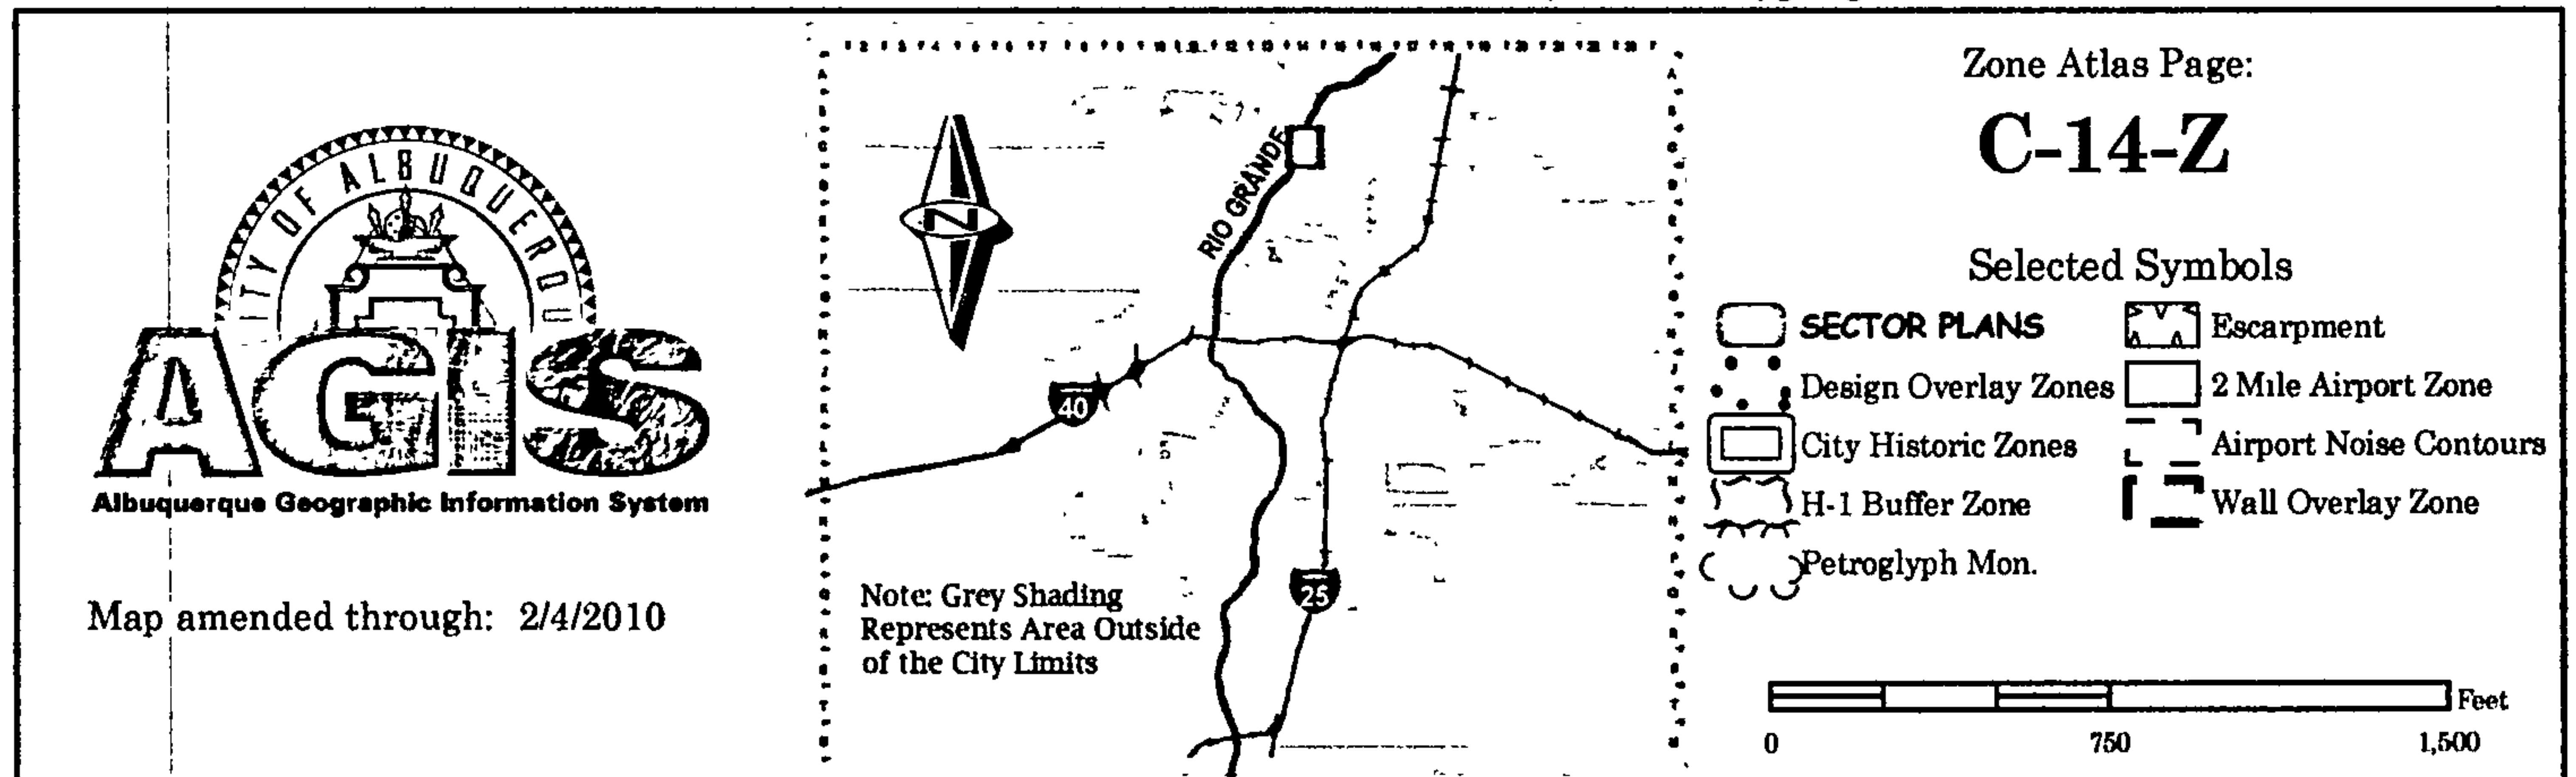 CITY OF ALBUQUERQU
AGIS
Albuquerque Geographic Information System
Map amended through: 2/4/2010
N
RIO GRANDE
40
25
Note: Grey Shading
Represents Area Outside
of the City Limits
Zone Atlas Page:
C-14-Z
Selected Symbols
SECTOR PLANS
Design Overlay Zones
City Historic Zones
H-1 Buffer Zone
Petroglyph Mon.
Escarpment
2 Mile Airport Zone
Airport Noise Contours
Wall Overlay Zone
Feet
0 750 1,500